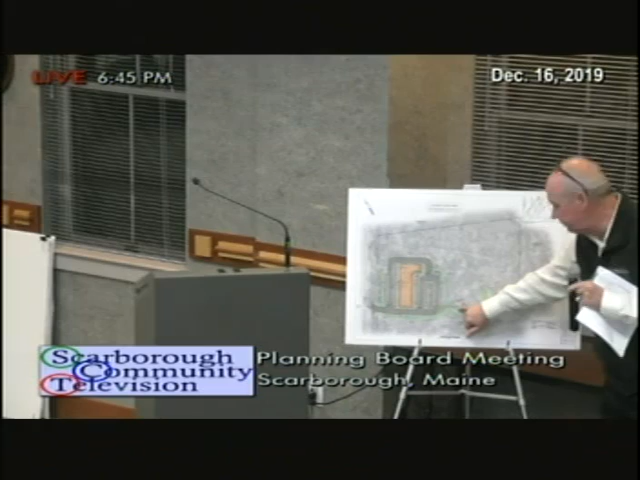 LIVE 6:45 PM
Dec. 16, 2019
Scarborough
Community
Television
Planning Board Meeting
Scarborough, Maine